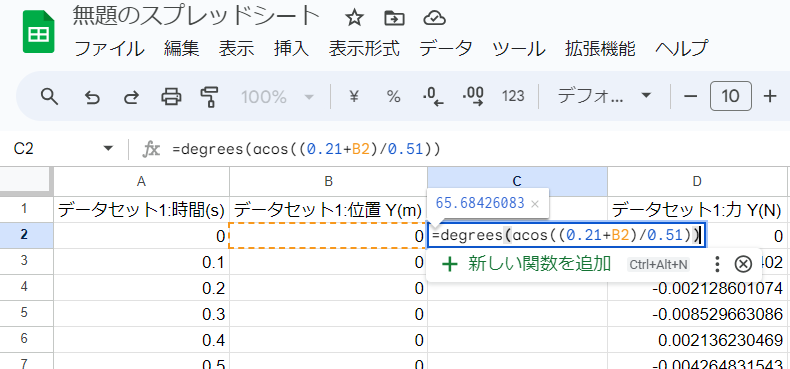 無題のスプレッドシート
ファイル 編集 表示 挿入 表示形式 データ ツール 拡張機能 ヘルプ
100% ¥ % .0 .00 123 デフォ... 10
C2 fx =degrees(acos((0.21+B2)/0.51))
A B C D
1 データセット1:時間(s) データセット1:位置 Y(m) 65.68426083 × データセット1:力 Y(N)
2 0 0 =degrees(acos((0.21+B2)/0.51)) 0
3 0.1 0 新しい関数を追加 Ctrl+Alt+N 402
4 0.2 0 -0.002128601074
5 0.3 0 -0.008529663086
6 0.4 0 0.002136230469
7 0.5 0 -0.004264831543